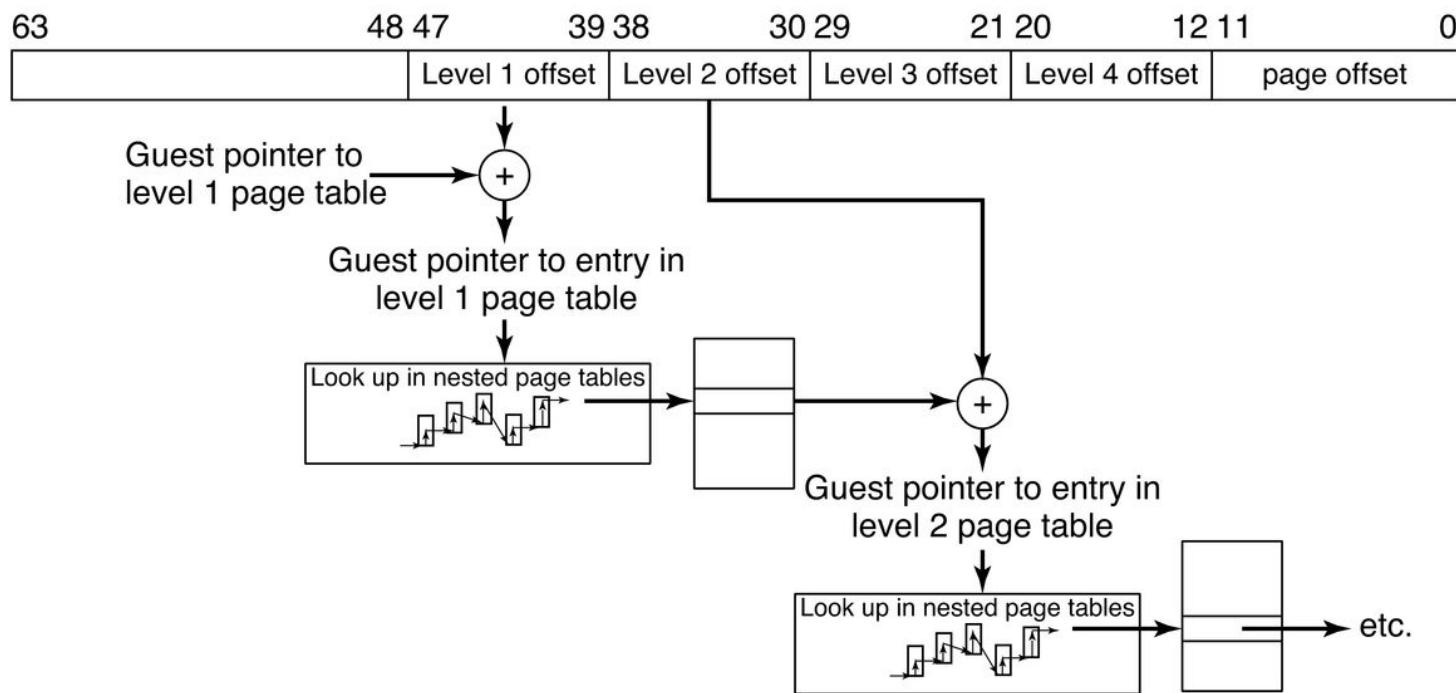 63 48 47 39 38 30 29 21 20 12 11 0
Level 1 offset Level 2 offset Level 3 offset Level 4 offset page offset
+
Guest pointer to
level 1 page table
Guest pointer to entry in
level 1 page table
Look up in nested page tables
+
Guest pointer to entry in
level 2 page table
Look up in nested page tables
etc.